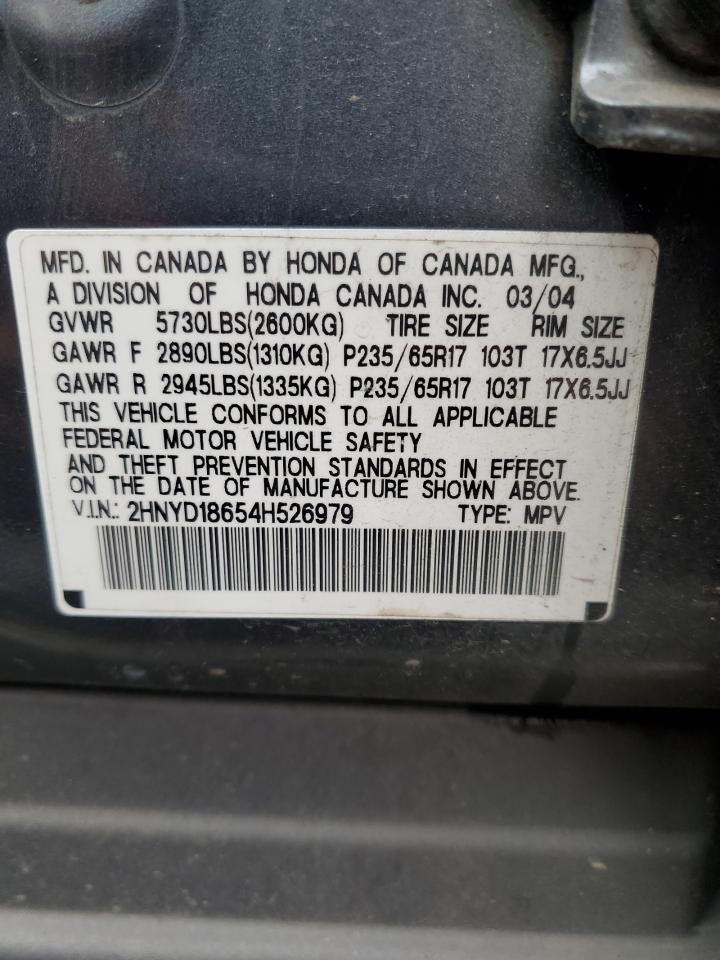 MFD. IN CANADA BY HONDA OF CANADA MFG.,
A DIVISION OF HONDA CANADA INC. 03/04
GVWR 5730LBS(2600KG) TIRE SIZE RIM SIZE
GAWR F 2890LBS(1310KG) P235/65R17 103T 17X6.5JJ
GAWR R 2945LBS(1335KG) P235/65R17 103T 17X6.5JJ
THIS VEHICLE CONFORMS TO ALL APPLICABLE
FEDERAL MOTOR VEHICLE SAFETY
AND THEFT PREVENTION STANDARDS IN EFFECT
ON THE DATE OF MANUFACTURE SHOWN ABOVE.
V.I.N.: 2HNYD18654H526979 TYPE: MPV